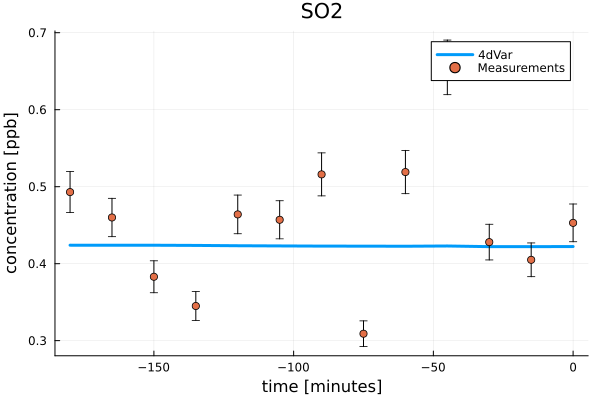 SO2
0.7
4dVar
Measurements
0.6
0.5
0.4
0.3
concentration [ppb]
−150
−100
−50
0
time [minutes]